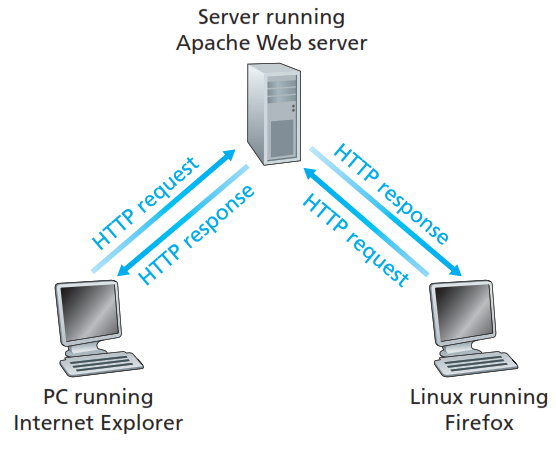 Server running
Apache Web server
HTTP request
HTTP response
HTTP response
HTTP request
PC running
Internet Explorer
Linux running
Firefox